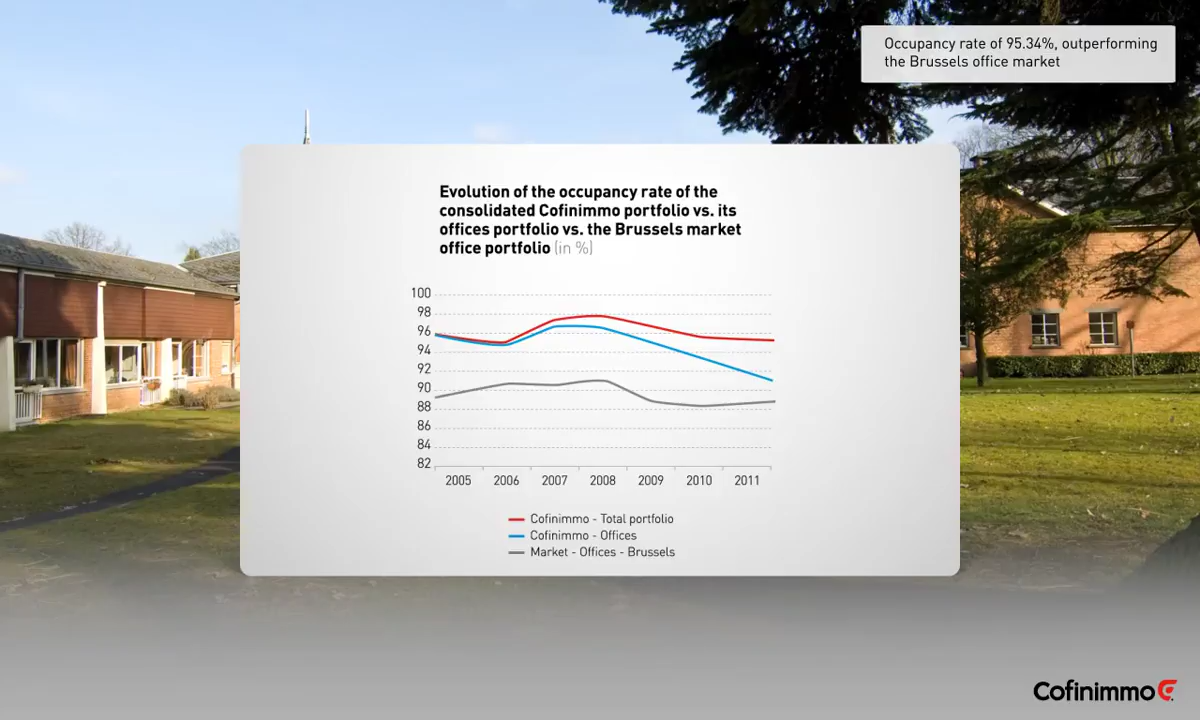 Occupancy rate of 95.34%, outperforming
the Brussels office market
Evolution of the occupancy rate of the
consolidated Cofinimmo portfolio vs. its
offices portfolio vs. the Brussels market
office portfolio (in %)
100
98
96
94
92
90
88
86
84
82
2005 2006 2007 2008 2009 2010 2011
Cofinimmo - Total portfolio
Cofinimmo - Offices
Market - Offices - Brussels
Cofinimmo